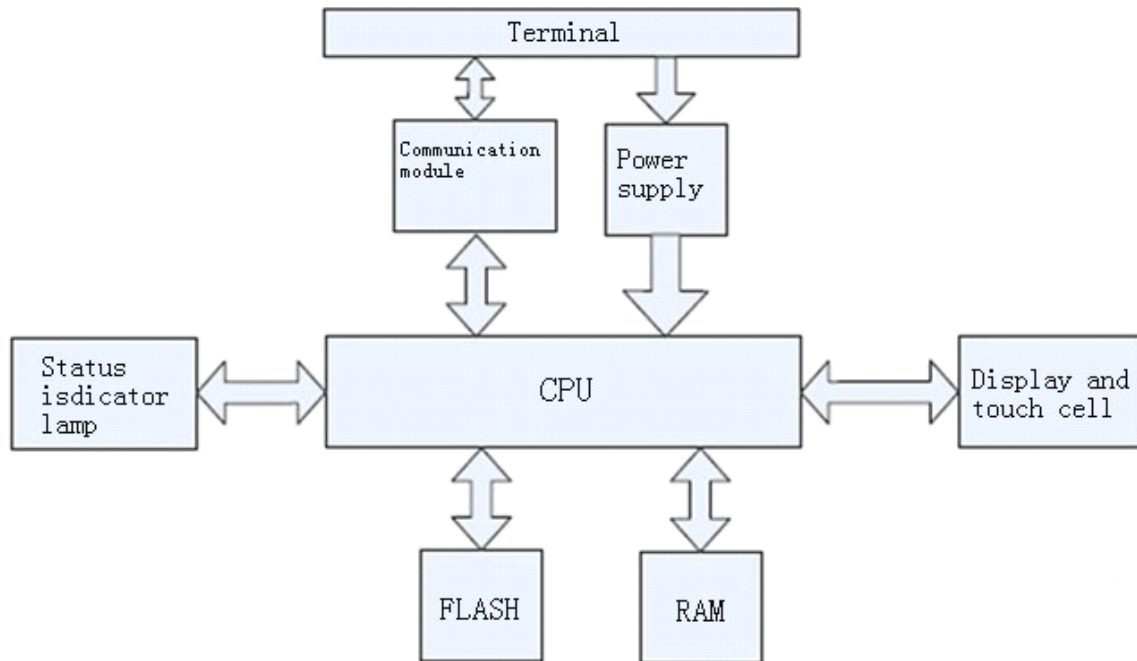 Terminal
Communication
module
Power
supply
Status
isdicator
lamp
CPU
Display and
touch cell
FLASH
RAM